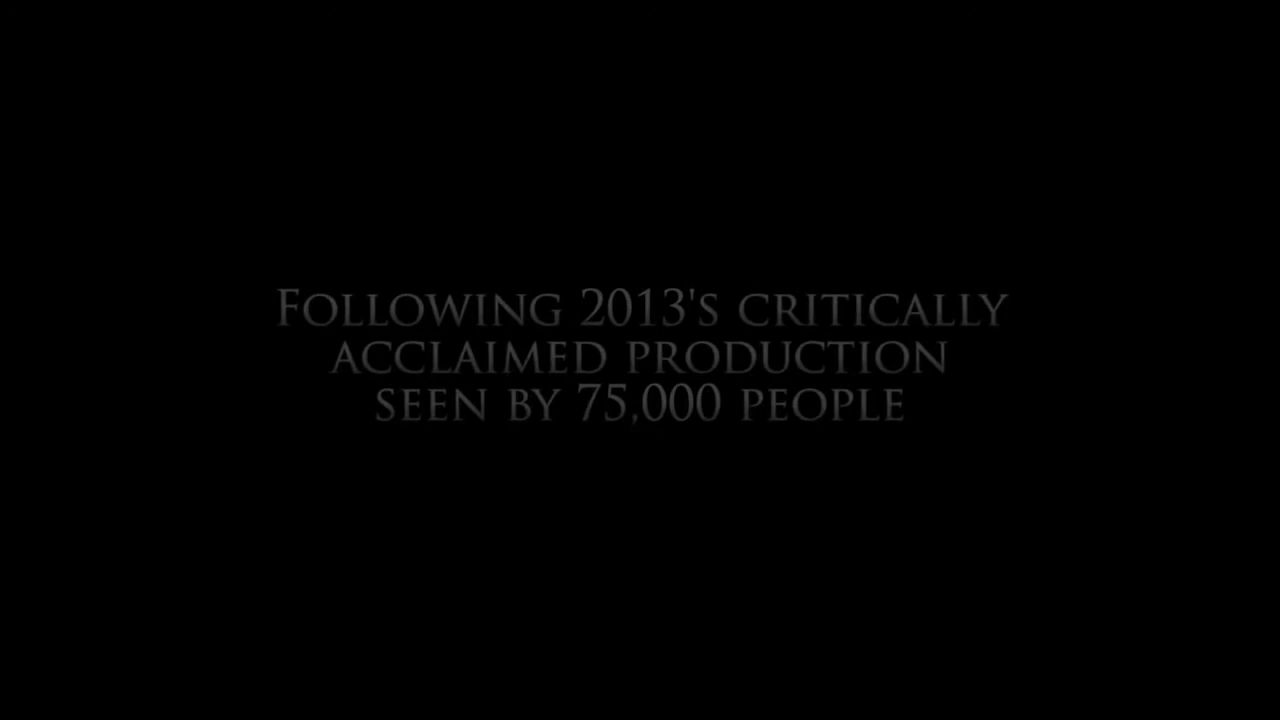 Following 2013's critically
acclaimed production
seen by 75,000 people